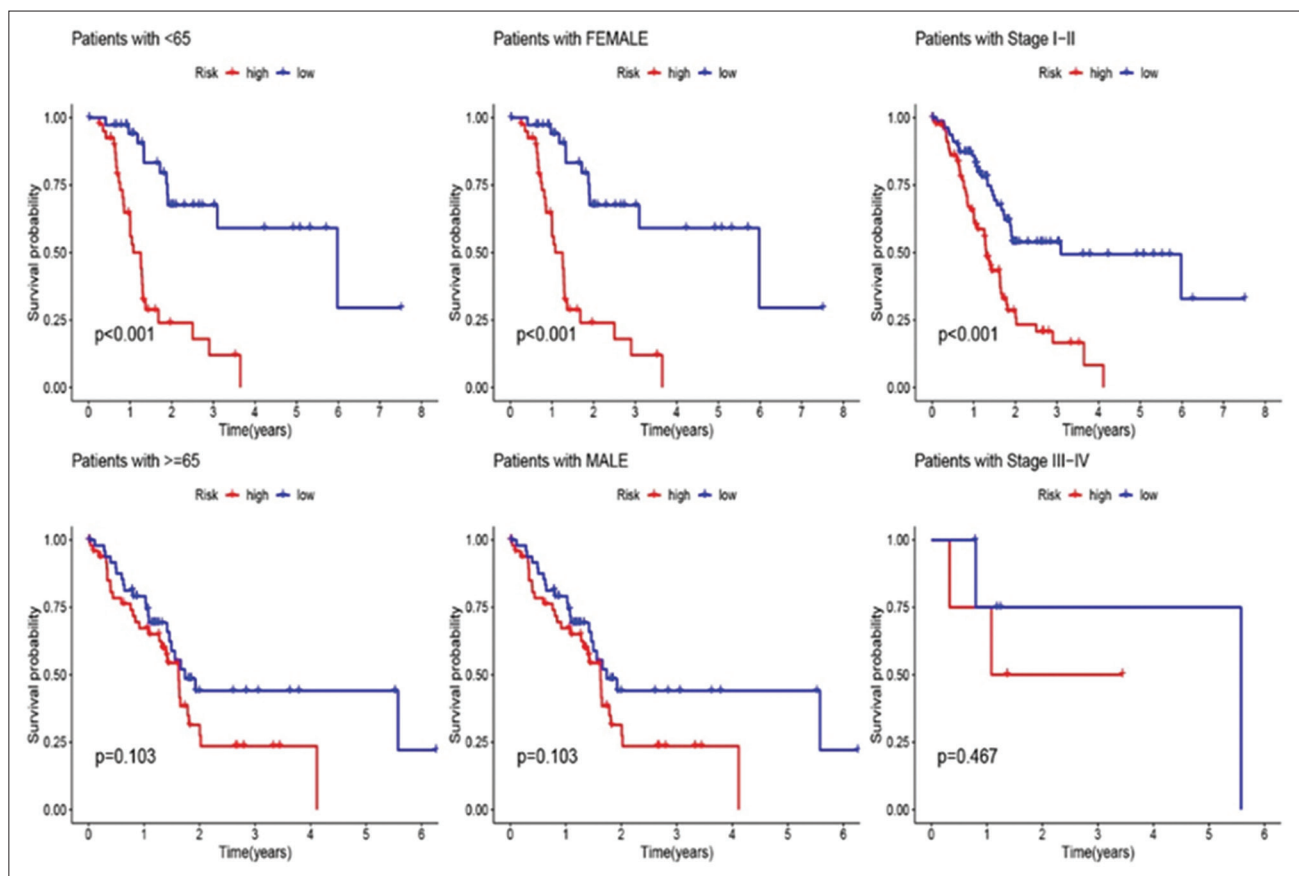 Patients with <65
Risk high low
Survival probability
1.00
0.75
0.50
0.25
0.00
p<0.001
0 1 2 3 4 5 6 7 8
Time(years)
Patients with FEMALE
Risk high low
Survival probability
1.00
0.75
0.50
0.25
0.00
p<0.001
0 1 2 3 4 5 6 7 8
Time(years)
Patients with Stage I-II
Risk high low
Survival probability
1.00
0.75
0.50
0.25
0.00
p<0.001
0 1 2 3 4 5 6 7 8
Time(years)
Patients with >=65
Risk high low
Survival probability
1.00
0.75
0.50
0.25
0.00
p=0.103
0 1 2 3 4 5 6
Time(years)
Patients with MALE
Risk high low
Survival probability
1.00
0.75
0.50
0.25
0.00
p=0.103
0 1 2 3 4 5 6
Time(years)
Patients with Stage III-IV
Risk high low
Survival probability
1.00
0.75
0.50
0.25
0.00
p=0.467
0 1 2 3 4 5 6
Time(years)